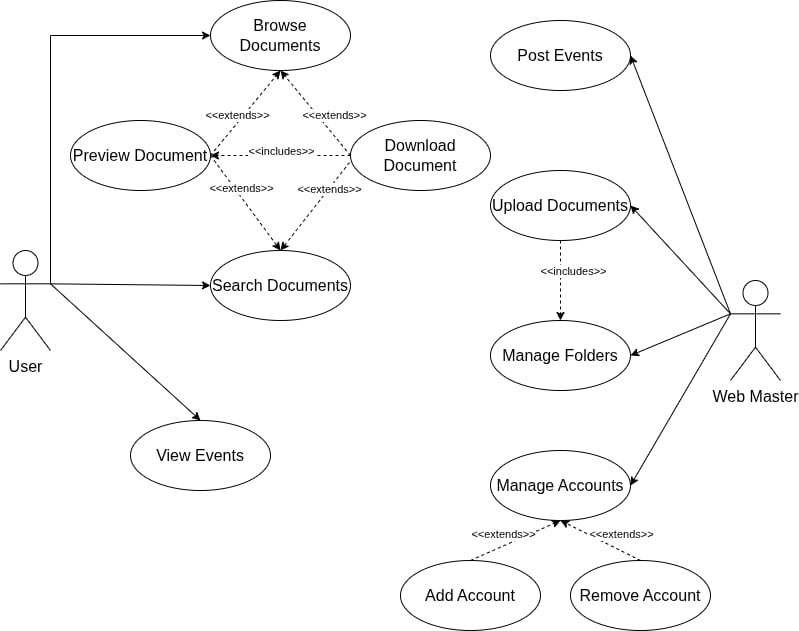 Browse
Documents
Post Events
<<extends>>
<<extends>>
Preview Document
<<includes>>
Download
Document
<<extends>>
<<extends>>
Upload Documents
<<includes>>
Search Documents
User
Manage Folders
Web Master
View Events
Manage Accounts
<<extends>>
<<extends>>
Add Account
Remove Account